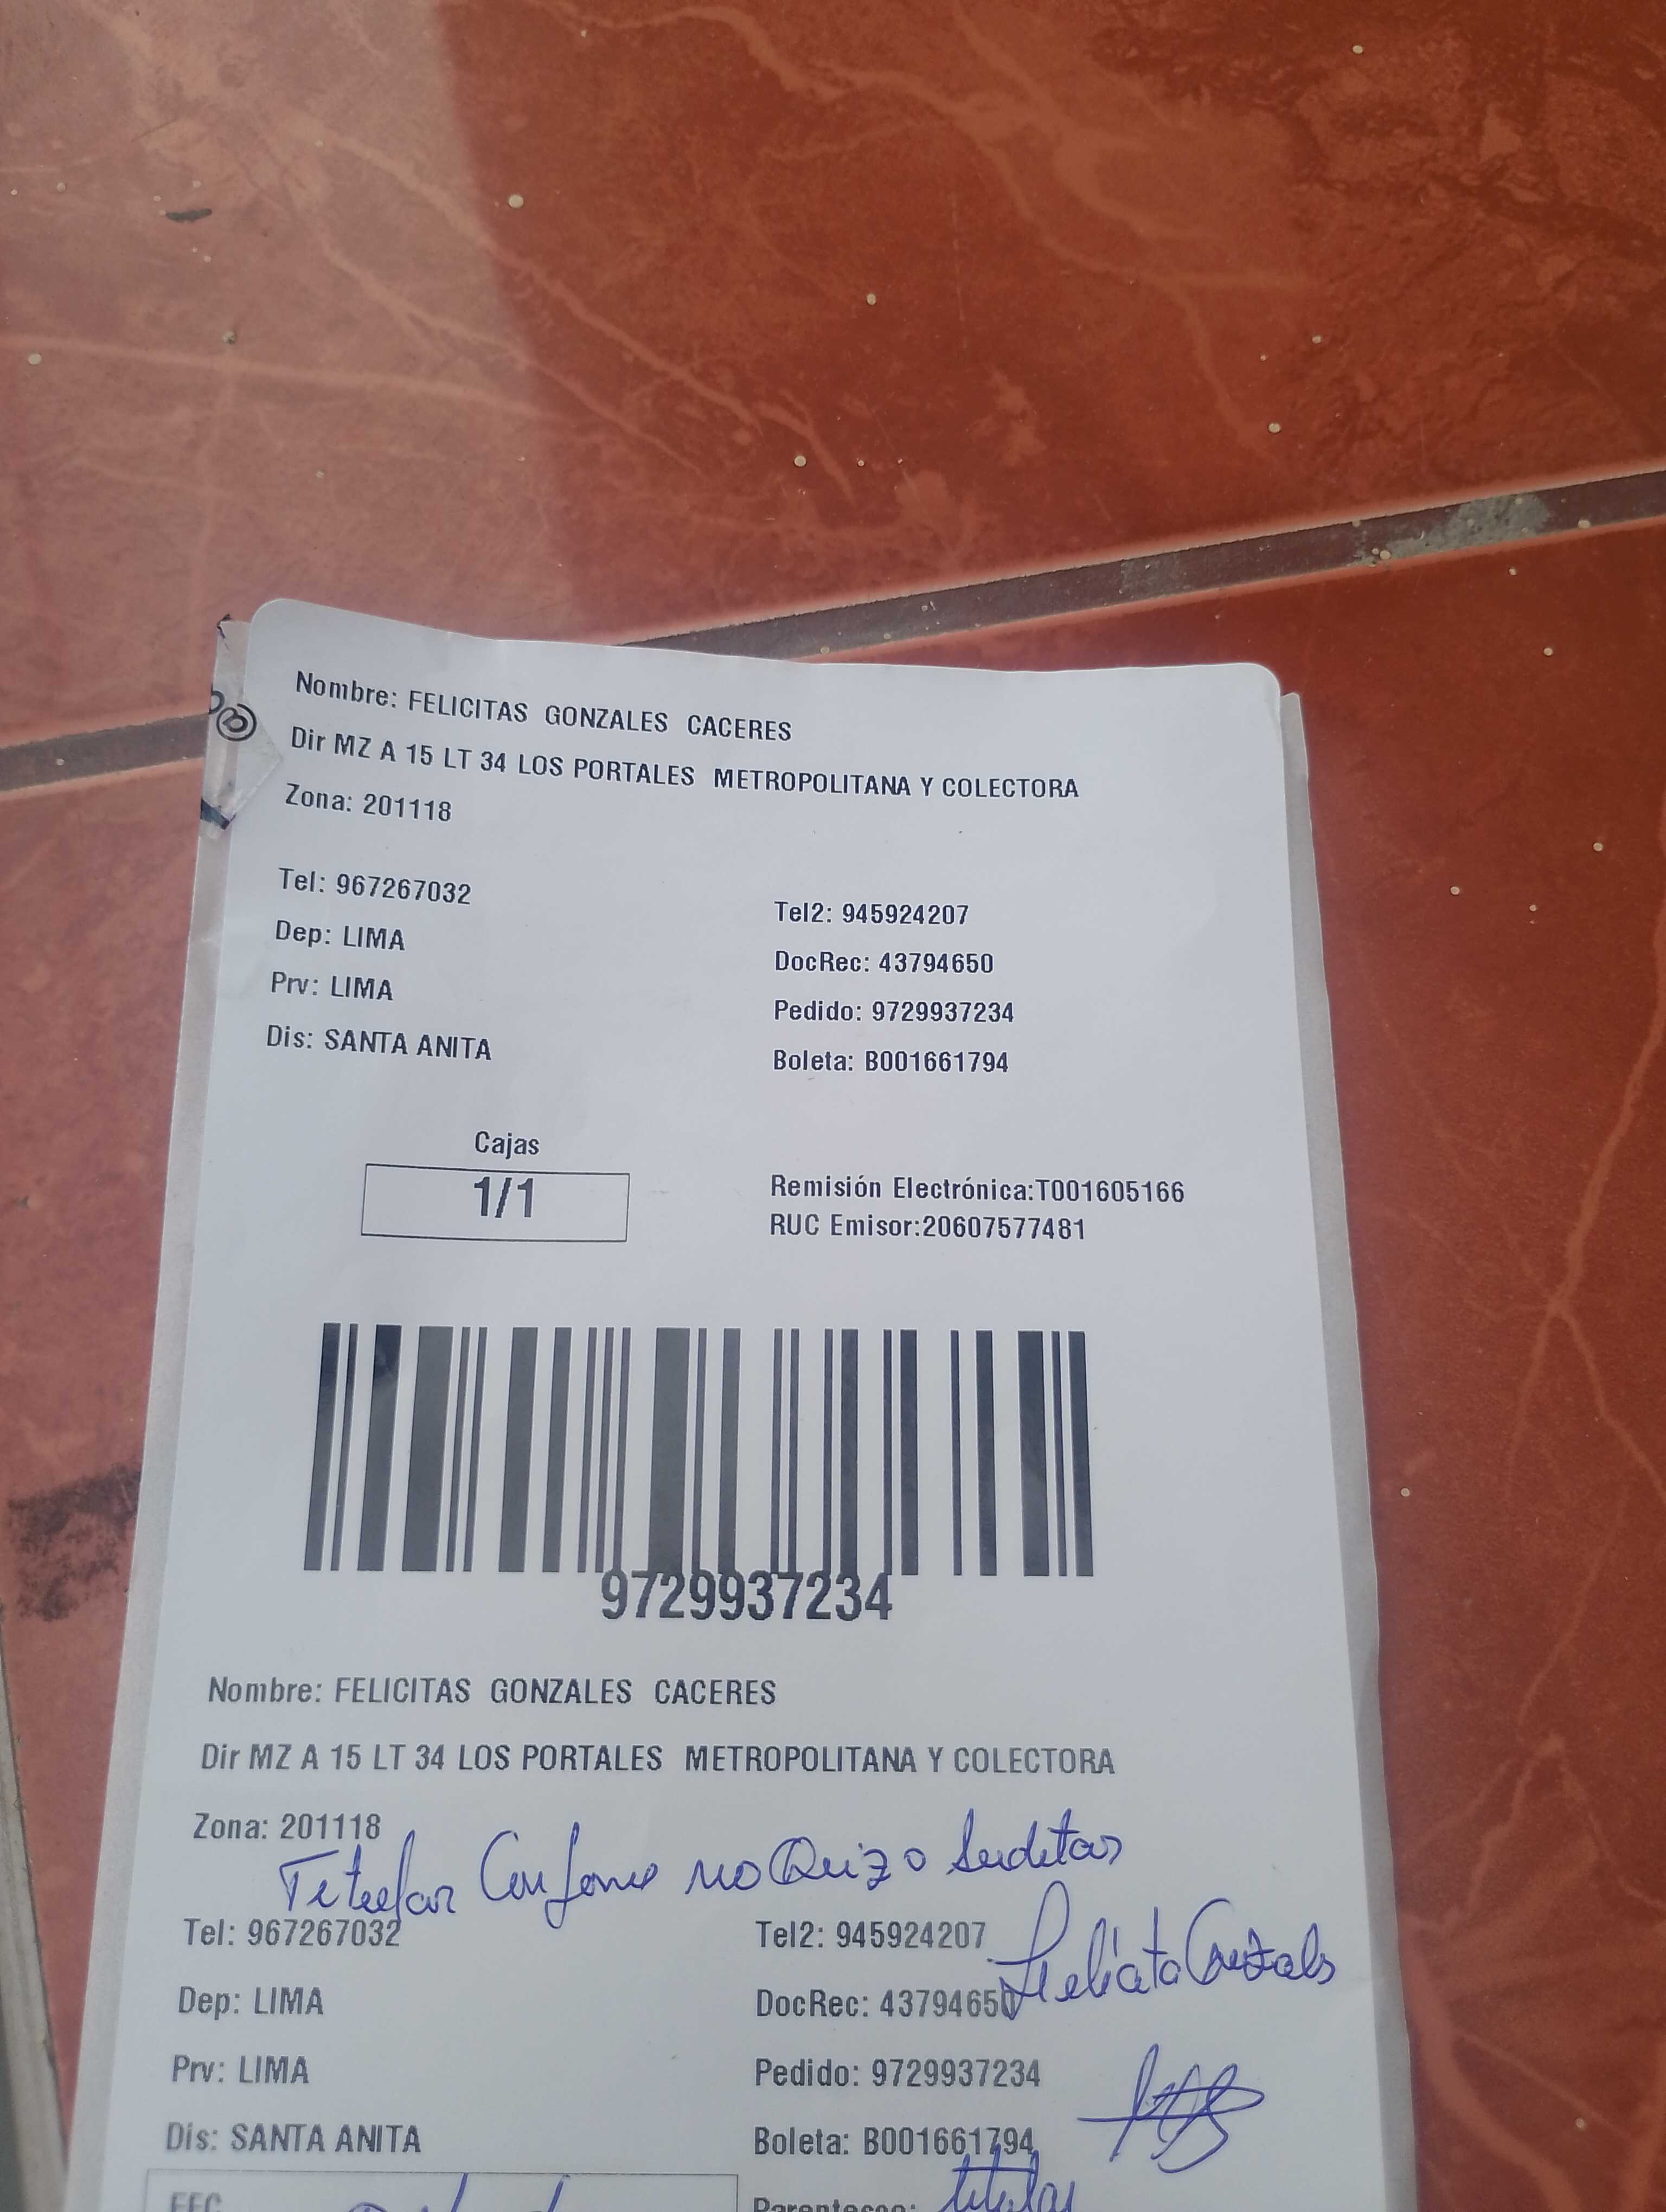 Nombre: FELICITAS GONZALES CACERES
Dir MZ A 15 LT 34 LOS PORTALES METROPOLITANA Y COLECTORA
Zona: 201118
Tel: 967267032
Tel2: 945924207
Dep: LIMA
DocRec: 43794650
Prv: LIMA
Pedido: 9729937234
Dis: SANTA ANITA
Boleta: B001661794
Cajas
1/1
Remisión Electrónica:T001605166
RUC Emisor:20607577481
9729937234
Nombre: FELICITAS GONZALES CACERES
Dir MZ A 15 LT 34 LOS PORTALES METROPOLITANA Y COLECTORA
Zona: 201118
no Quizo
Tel: 967267032
Tel2: 945924207
Dep: LIMA
DocRec: 43794650
Prv: LIMA
Pedido: 9729937234
Dis: SANTA ANITA
Boleta: B001661794
Parentesco: titular